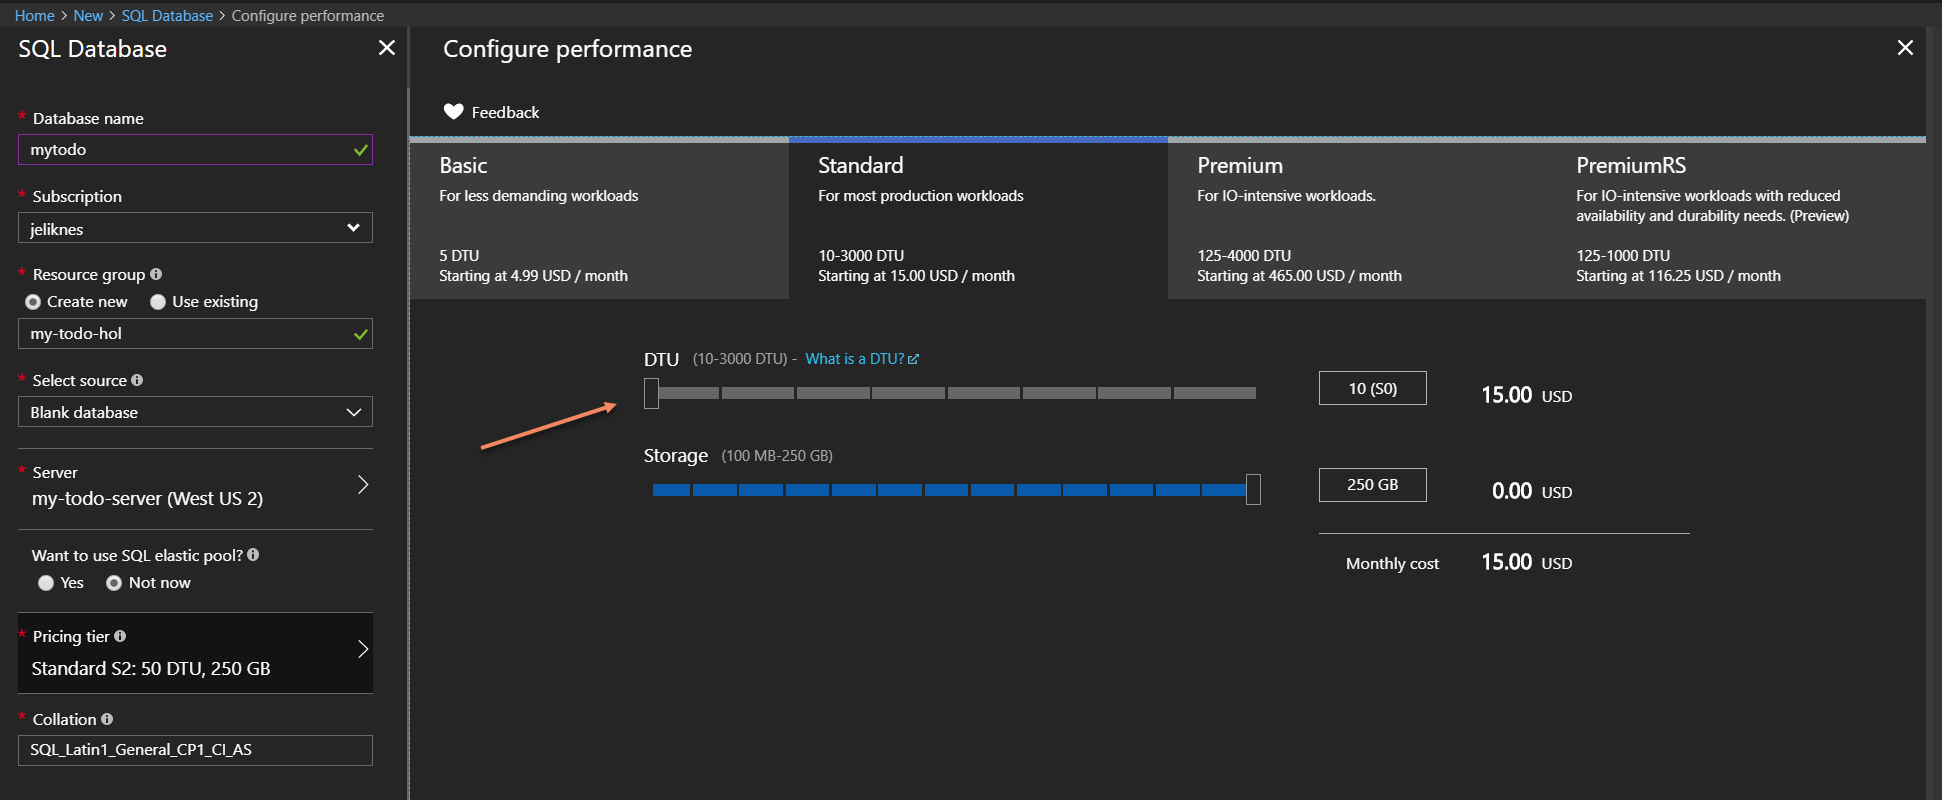 Home > New > SQL Database > Configure performance
SQL Database
* Database name
mytodo
* Subscription
jeliknes
* Resource group
Create new Use existing
my-todo-hol
* Select source
Blank database
* Server
my-todo-server (West US 2)
Want to use SQL elastic pool?
Yes Not now
* Pricing tier
Standard S2: 50 DTU, 250 GB
* Collation
SQL_Latin1_General_CP1_CI_AS
Configure performance
Feedback
Basic
For less demanding workloads
5 DTU
Starting at 4.99 USD / month
Standard
For most production workloads
10-3000 DTU
Starting at 15.00 USD / month
Premium
For IO-intensive workloads.
125-4000 DTU
Starting at 465.00 USD / month
PremiumRS
For IO-intensive workloads with reduced
availability and durability needs. (Preview)
125-1000 DTU
Starting at 116.25 USD / month
DTU (10-3000 DTU) - What is a DTU?
10 (S0) 15.00 USD
Storage (100 MB-250 GB)
250 GB 0.00 USD
Monthly cost 15.00 USD